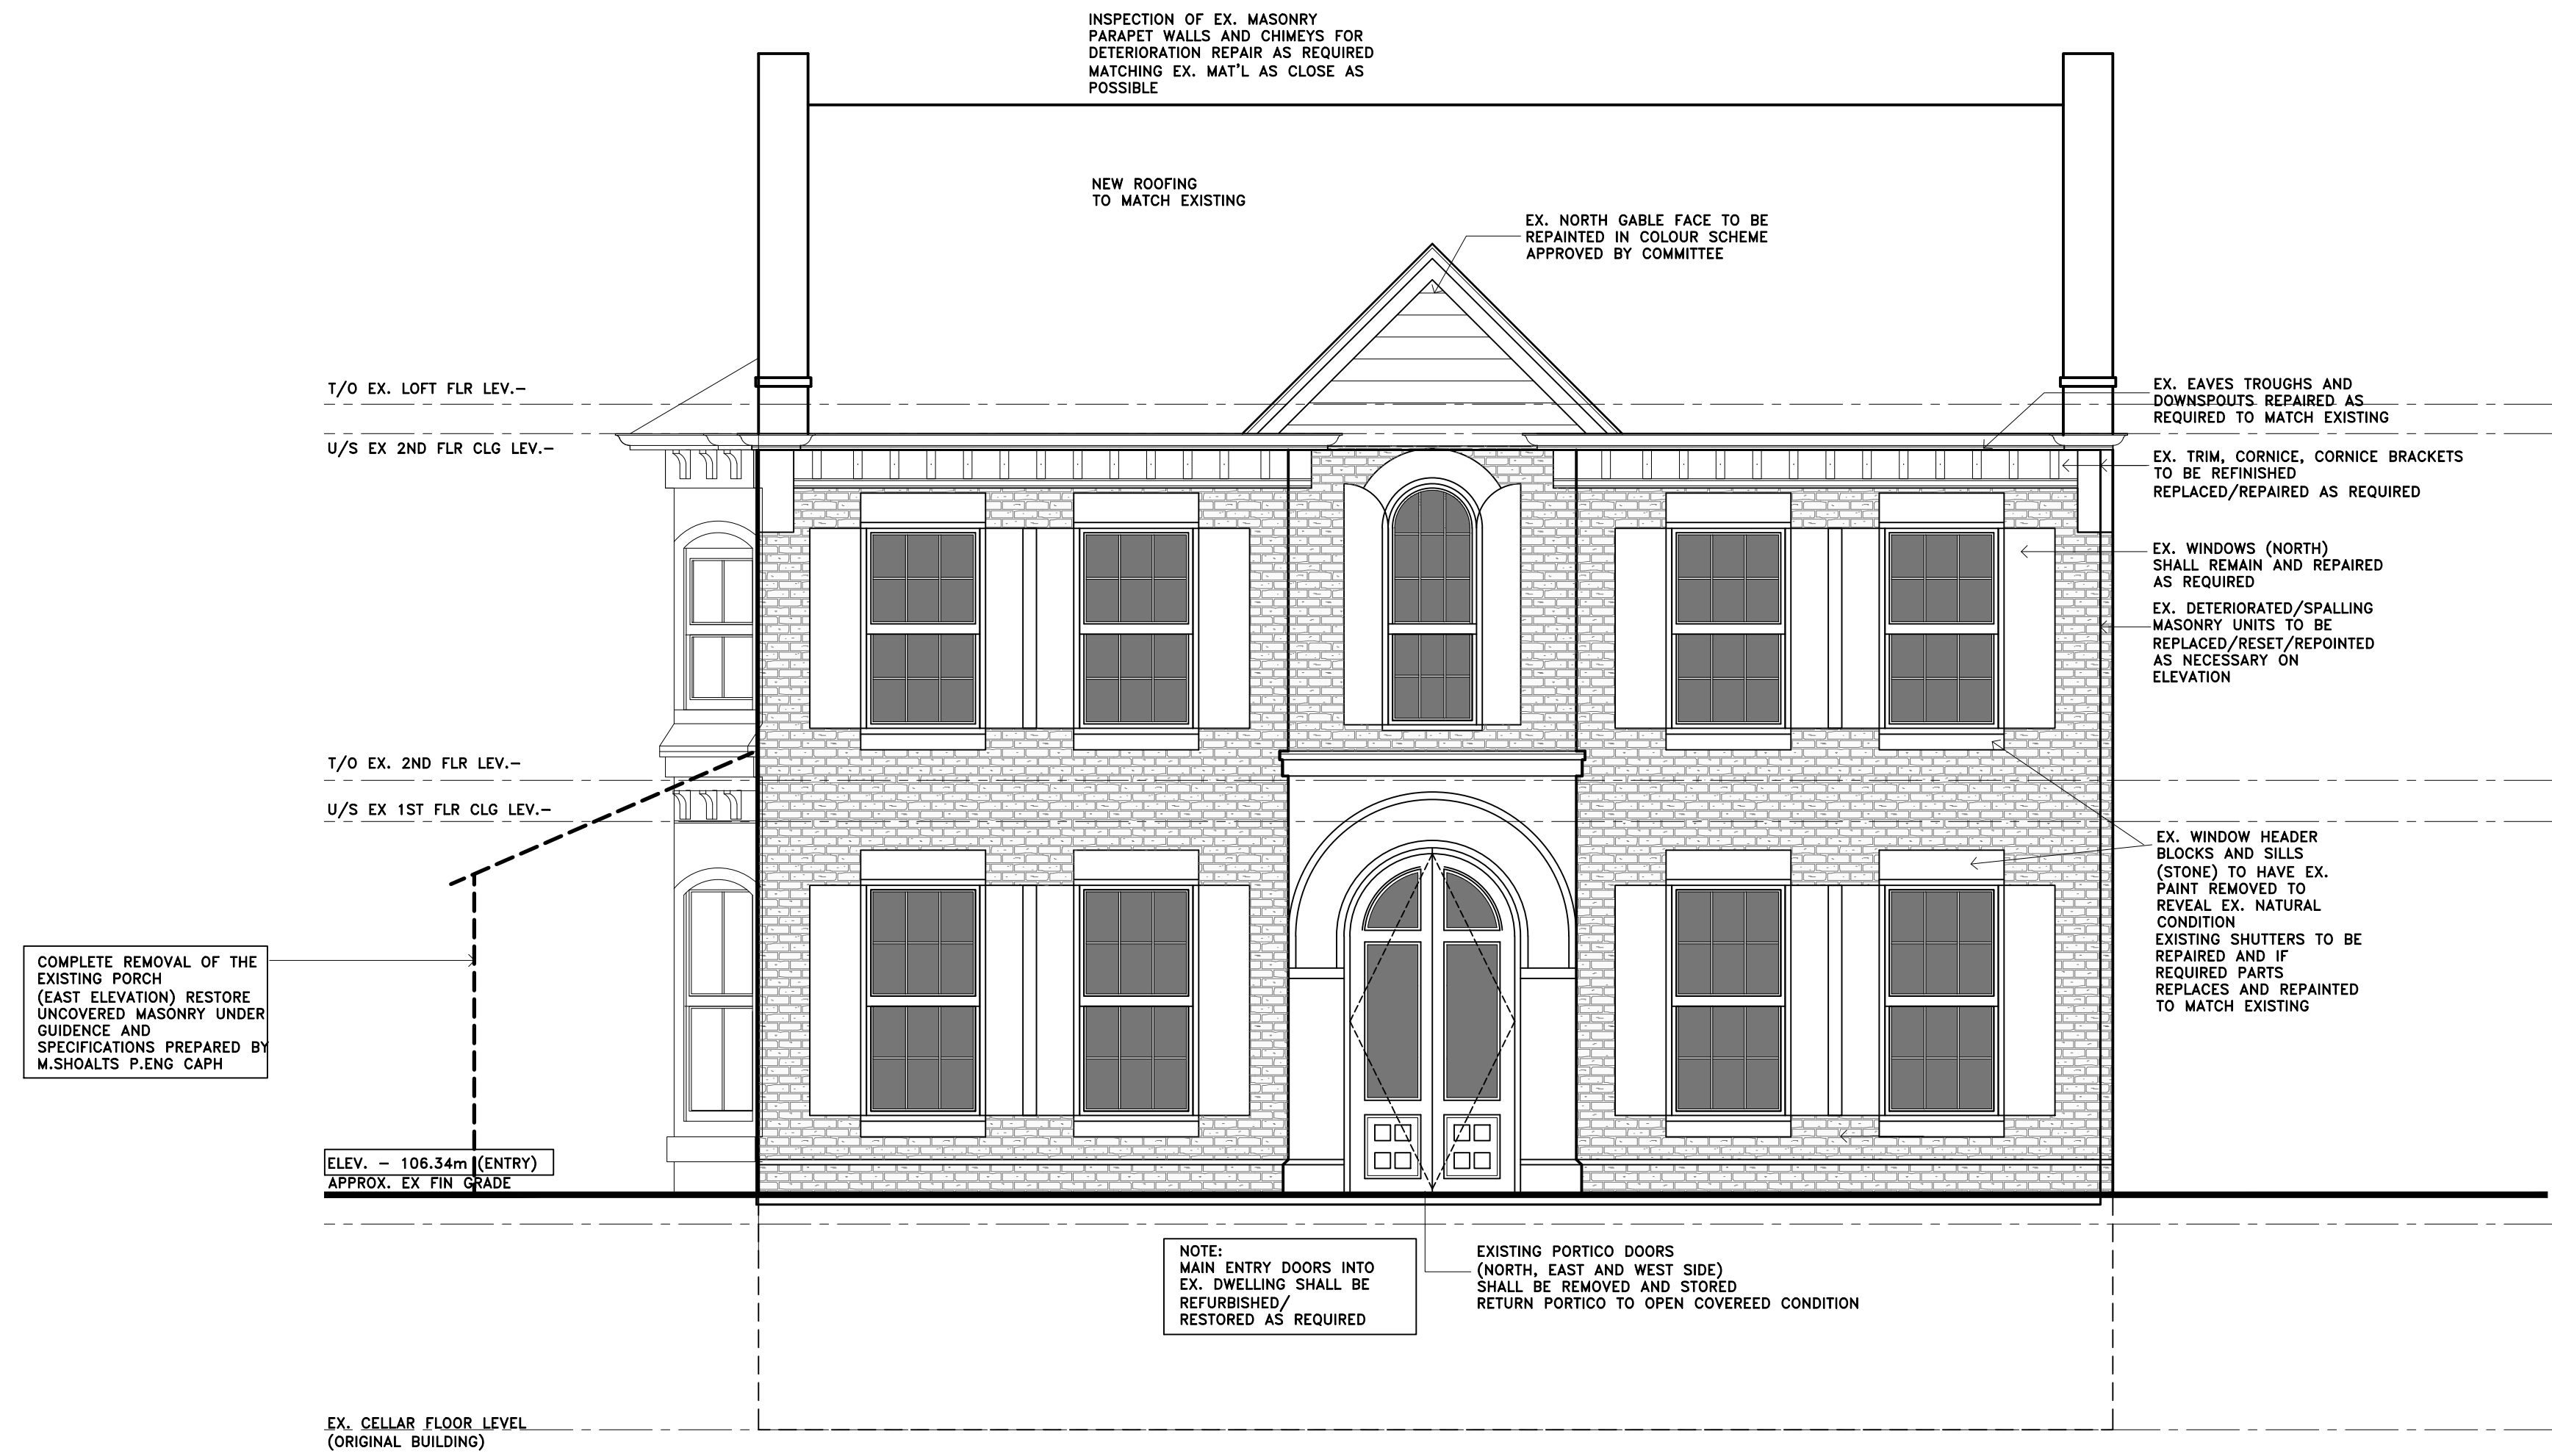 INSPECTION OF EX. MASONRY
PARAPET WALLS AND CHIMEYS FOR
DETERIORATION REPAIR AS REQUIRED
MATCHING EX. MAT'L AS CLOSE AS
POSSIBLE
NEW ROOFING
TO MATCH EXISTING
EX. NORTH GABLE FACE TO BE
REPAINTED IN COLOUR SCHEME
APPROVED BY COMMITTEE
T/O EX. LOFT FLR LEV.-
U/S EX 2ND FLR CLG LEV.-
EX. EAVES TROUGHS AND
DOWNSPOUTS REPAIRED AS
REQUIRED TO MATCH EXISTING
EX. TRIM, CORNICE, CORNICE BRACKETS
TO BE REFINISHED
REPLACED/REPAIRED AS REQUIRED
EX. WINDOWS (NORTH)
SHALL REMAIN AND REPAIRED
AS REQUIRED
EX. DETERIORATED/SPALLING
MASONRY UNITS TO BE
REPLACED/RESET/REPOINTED
AS NECESSARY ON
ELEVATION
T/O EX. 2ND FLR LEV.-
U/S EX 1ST FLR CLG LEV.-
EX. WINDOW HEADER
BLOCKS AND SILLS
(STONE) TO HAVE EX.
PAINT REMOVED TO
REVEAL EX. NATURAL
CONDITION
EXISTING SHUTTERS TO BE
REPAIRED AND IF
REQUIRED PARTS
REPLACES AND REPAINTED
TO MATCH EXISTING
COMPLETE REMOVAL OF THE
EXISTING PORCH
(EAST ELEVATION) RESTORE
UNCOVERED MASONRY UNDER
GUIDENCE AND
SPECIFICATIONS PREPARED BY
M.SHOALTS P.ENG CAPH
ELEV. - 106.34m (ENTRY)
APPROX. EX FIN GRADE
NOTE:
MAIN ENTRY DOORS INTO
EX. DWELLING SHALL BE
REFURBISHED/
RESTORED AS REQUIRED
EXISTING PORTICO DOORS
(NORTH, EAST AND WEST SIDE)
SHALL BE REMOVED AND STORED
RETURN PORTICO TO OPEN COVEREED CONDITION
EX. CELLAR FLOOR LEVEL
(ORIGINAL BUILDING)